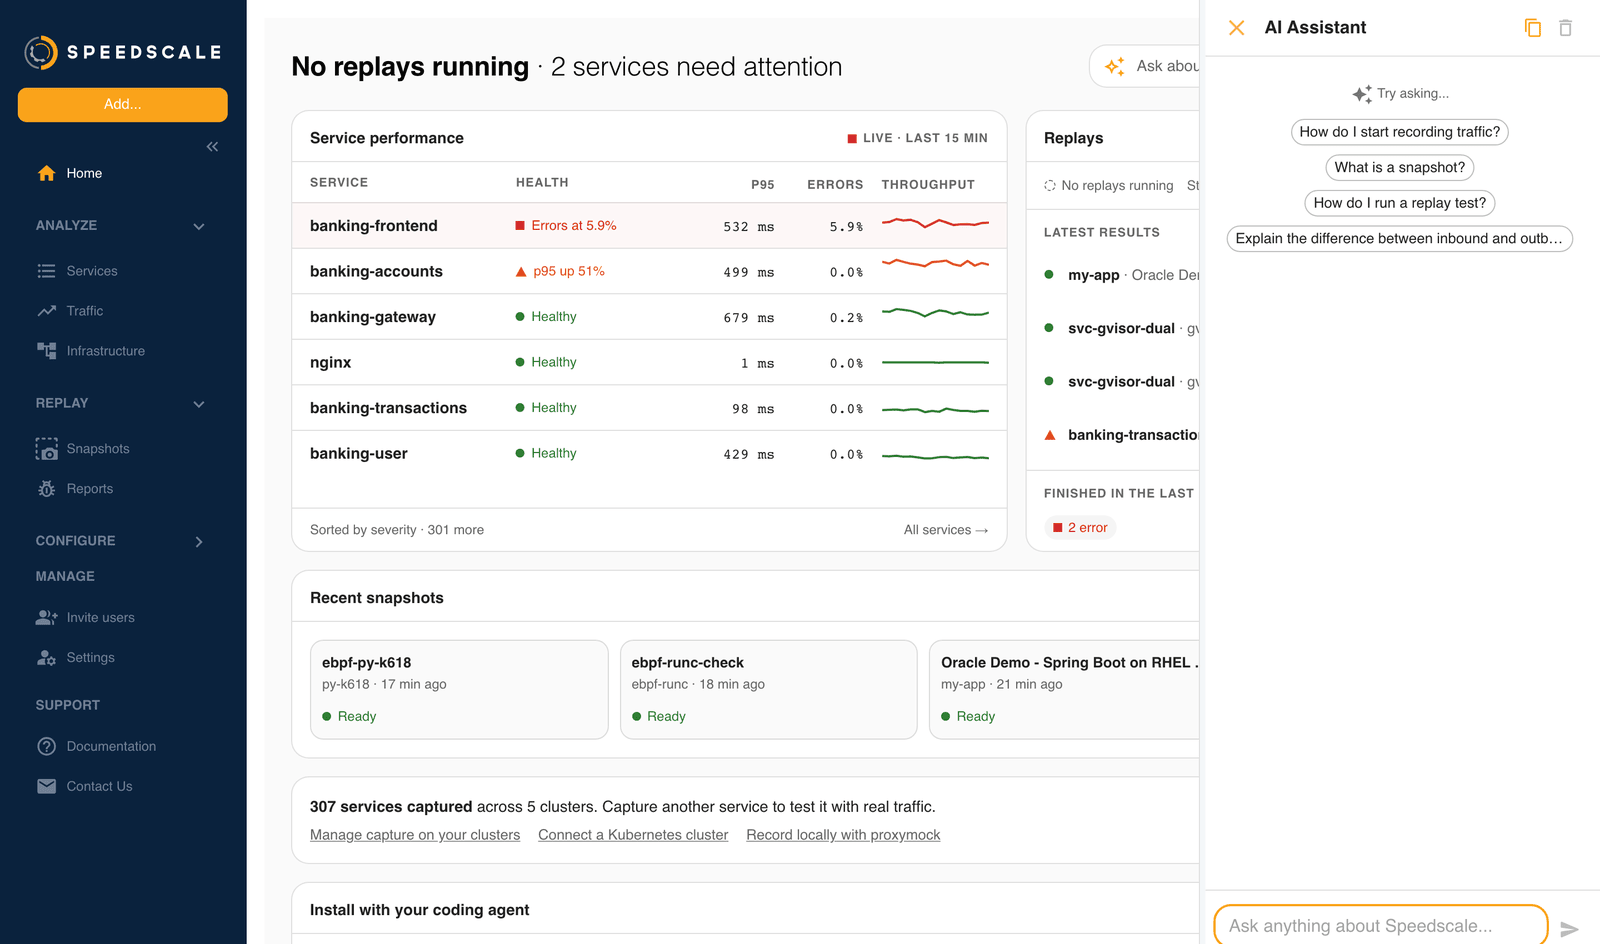 SPEEDSCALE
Add...
Home
ANALYZE
Services
Traffic
Infrastructure
REPLAY
Snapshots
Reports
CONFIGURE
MANAGE
Invite users
Settings
SUPPORT
Documentation
Contact Us
No replays running · 2 services need attention
Ask abou
Service performance
LIVE · LAST 15 MIN
SERVICE HEALTH P95 ERRORS THROUGHPUT
banking-frontend Errors at 5.9% 532 ms 5.9%
banking-accounts p95 up 51% 499 ms 0.0%
banking-gateway Healthy 679 ms 0.2%
nginx Healthy 1 ms 0.0%
banking-transactions Healthy 98 ms 0.0%
banking-user Healthy 429 ms 0.0%
Sorted by severity · 301 more
All services →
Replays
No replays running St
LATEST RESULTS
my-app · Oracle Der
svc-gvisor-dual · gv
svc-gvisor-dual · gv
banking-transactio
FINISHED IN THE LAST
2 error
Recent snapshots
ebpf-py-k618
py-k618 · 17 min ago
Ready
ebpf-runc-check
ebpf-runc · 18 min ago
Ready
Oracle Demo - Spring Boot on RHEL .
my-app · 21 min ago
Ready
307 services captured across 5 clusters. Capture another service to test it with real traffic.
Manage capture on your clusters Connect a Kubernetes cluster Record locally with proxymock
Install with your coding agent
AI Assistant
Try asking...
How do I start recording traffic?
What is a snapshot?
How do I run a replay test?
Explain the difference between inbound and outb...
Ask anything about Speedscale...